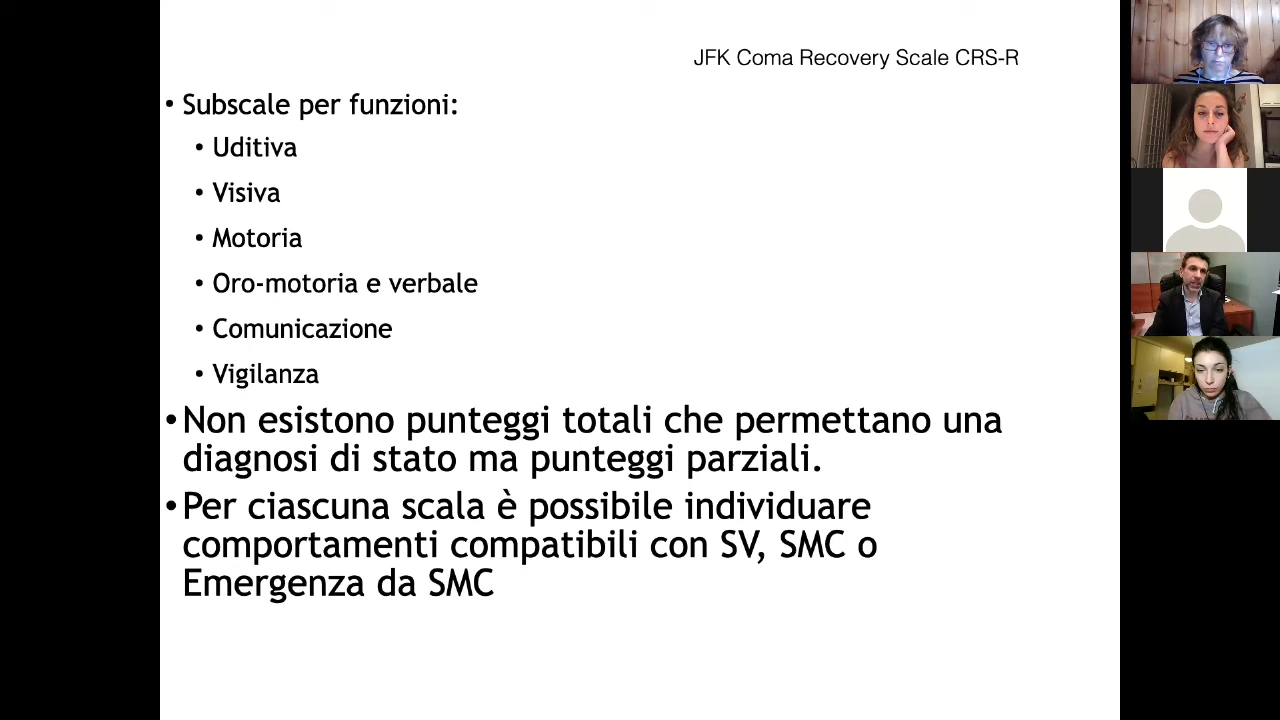 JFK Coma Recovery Scale CRS-R
• Subscale per funzioni:
• Uditiva
• Visiva
• Motoria
• Oro-motoria e verbale
• Comunicazione
• Vigilanza
• Non esistono punteggi totali che permettano una
diagnosi di stato ma punteggi parziali.
• Per ciascuna scala è possibile individuare
comportamenti compatibili con SV, SMC o
Emergenza da SMC